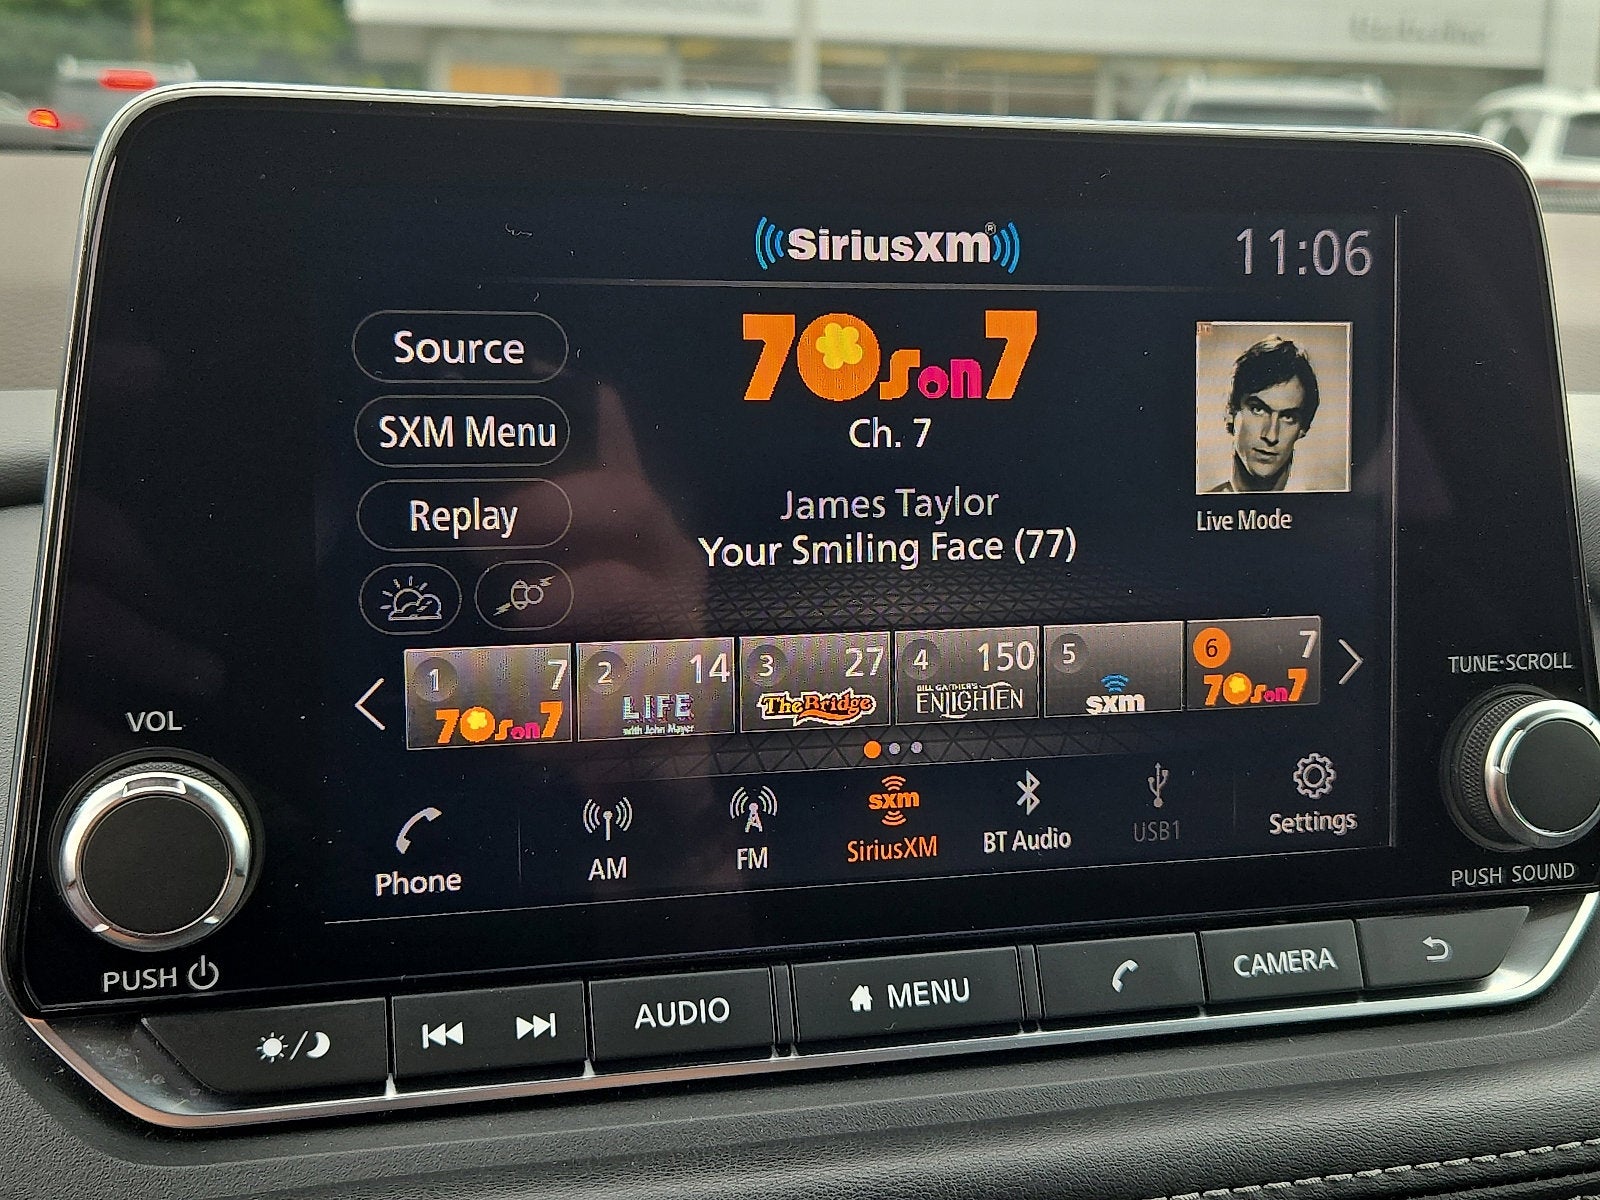 SiriusXM®
11:06
Source
SXM Menu
Replay
70s on 7
Ch. 7
James Taylor
Your Smiling Face (77)
JT
Live Mode
1 7
70s on 7
2 14
LIFE
with John Mayer
3 27
The Bridge
4 150
BILL GAITHER'S
ENLIGHTEN
5
sxm
6 7
70s on 7
Phone
AM
FM
sxm
SiriusXM
BT Audio
USB1
Settings
VOL
PUSH
TUNE·SCROLL
PUSH SOUND
AUDIO
MENU
CAMERA